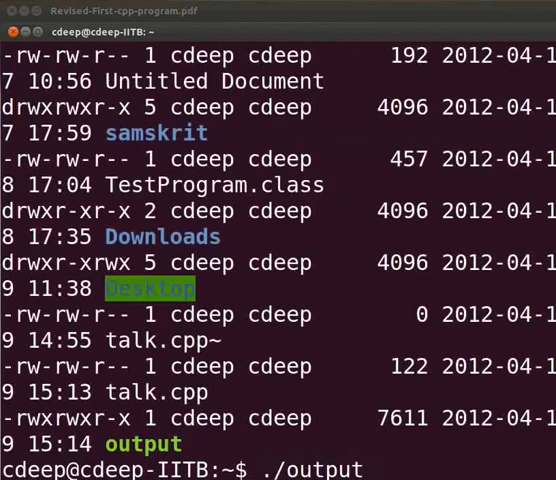 Revised-First-cpp-program.pdf
cdeep@cdeep-IITB: ~
-rw-rw-r-- 1 cdeep cdeep 192 2012-04-1
7 10:56 Untitled Document
drwxrwxr-x 5 cdeep cdeep 4096 2012-04-1
7 17:59 samskrit
-rw-rw-r-- 1 cdeep cdeep 457 2012-04-1
8 17:04 TestProgram.class
drwxr-xr-x 2 cdeep cdeep 4096 2012-04-1
8 17:35 Downloads
drwxr-xrwx 5 cdeep cdeep 4096 2012-04-1
9 11:38 Desktop
-rw-rw-r-- 1 cdeep cdeep 0 2012-04-1
9 14:55 talk.cpp~
-rw-rw-r-- 1 cdeep cdeep 122 2012-04-1
9 15:13 talk.cpp
-rwxrwxr-x 1 cdeep cdeep 7611 2012-04-1
9 15:14 output
cdeep@cdeep-IITB:~$ ./output